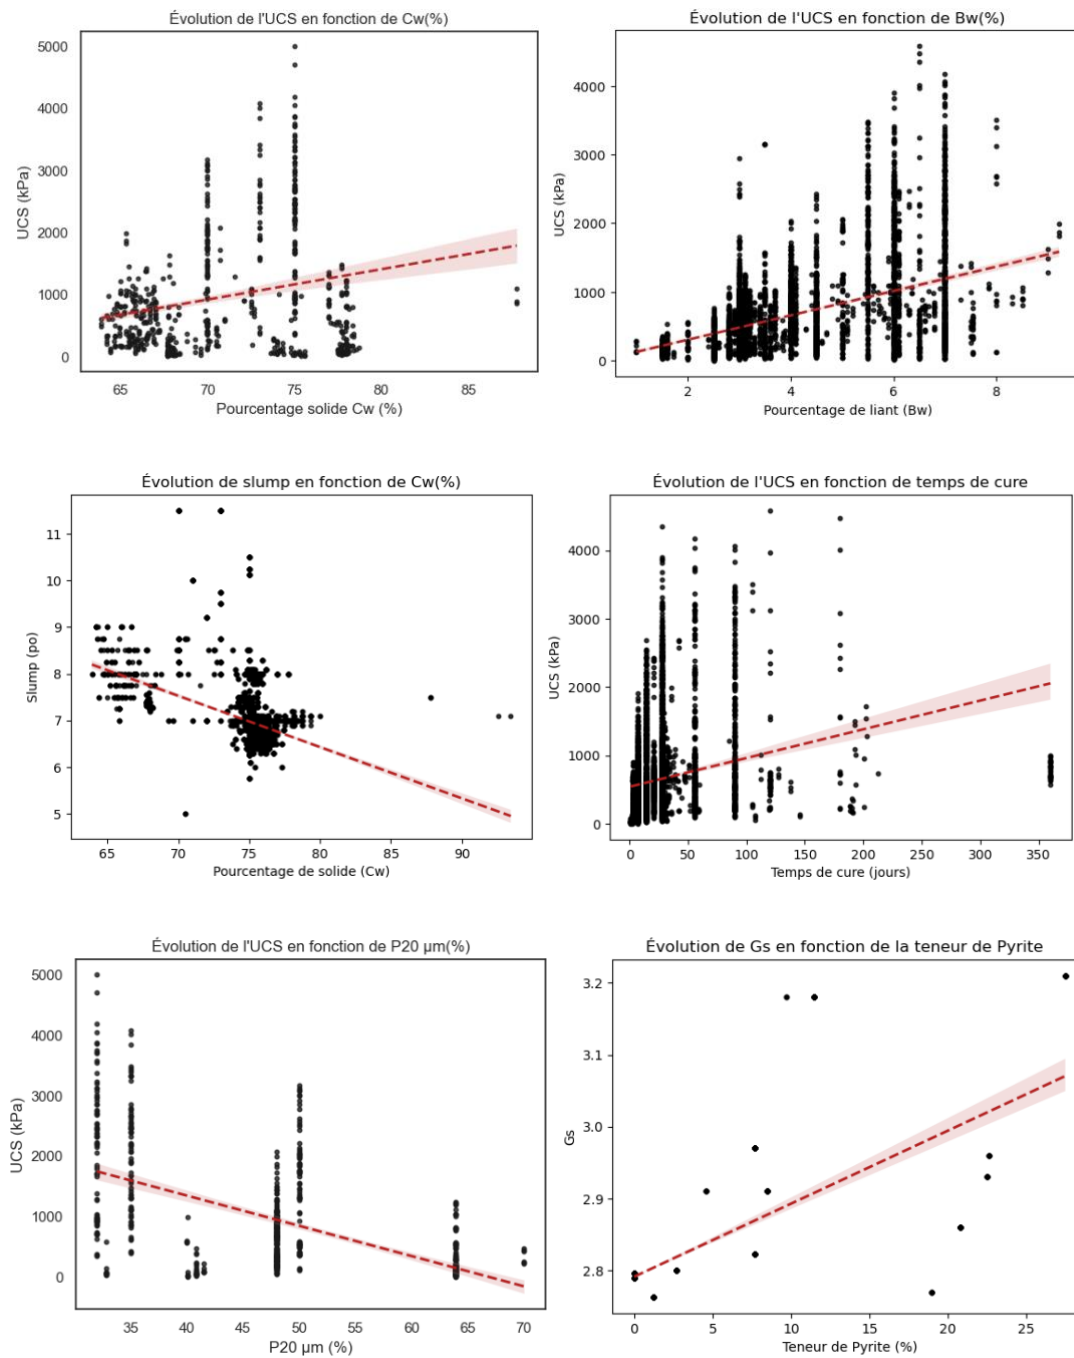 Évolution de l'UCS en fonction de Cw(%)
5000
4000
3000
2000
1000
0
UCS (kPa)
65 70 75 80 85
Pourcentage solide Cw (%)
Évolution de l'UCS en fonction de Bw(%)
4000
3000
2000
1000
0
UCS (kPa)
2 4 6 8
Pourcentage de liant (Bw)
Évolution de slump en fonction de Cw(%)
11
10
9
8
7
6
5
Slump (po)
65 70 75 80 85 90
Pourcentage de solide (Cw)
Évolution de l'UCS en fonction de temps de cure
4000
3000
2000
1000
0
UCS (kPa)
0 50 100 150 200 250 300 350
Temps de cure (jours)
Évolution de l'UCS en fonction de P20 µm(%)
5000
4000
3000
2000
1000
0
UCS (kPa)
35 40 45 50 55 60 65 70
P20 µm (%)
Évolution de Gs en fonction de la teneur de Pyrite
3.2
3.1
3.0
2.9
2.8
Gs
0 5 10 15 20 25
Teneur de Pyrite (%)